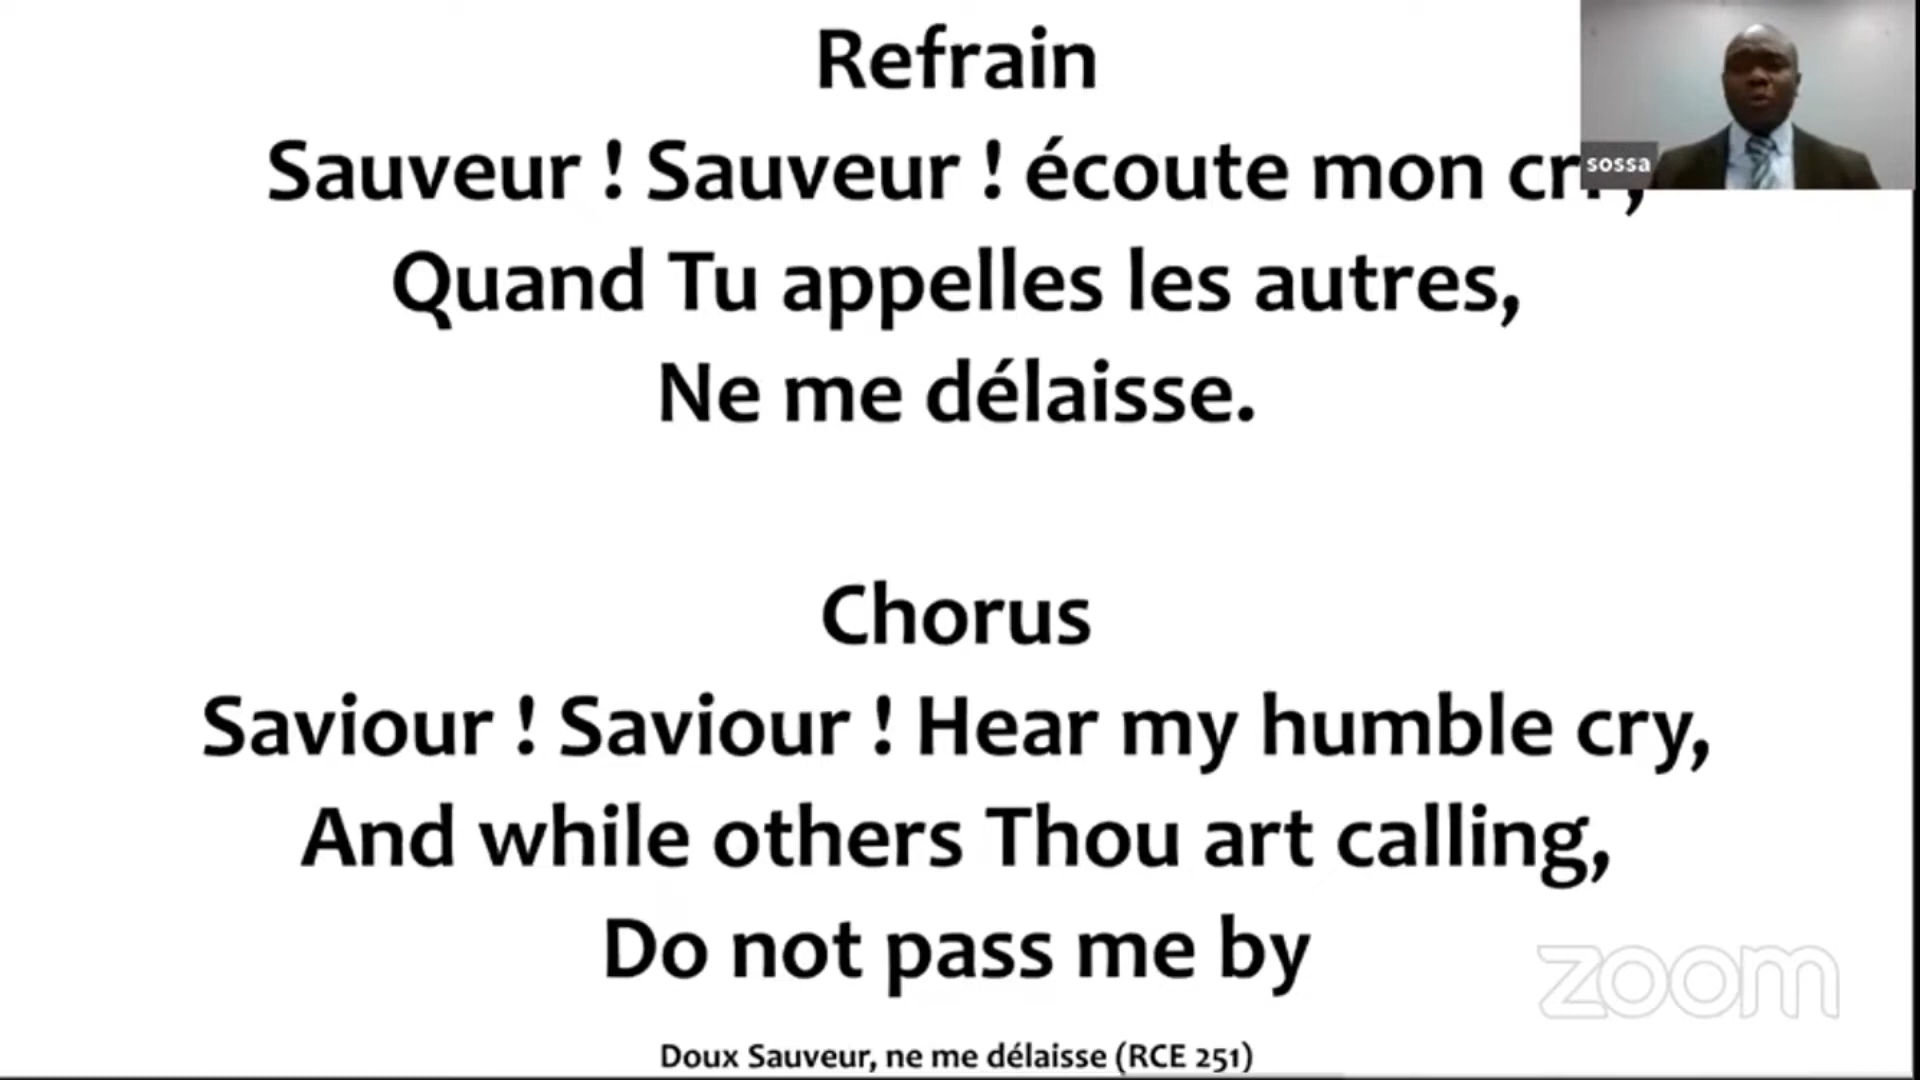 Refrain
Sauveur ! Sauveur ! écoute mon
Quand Tu appelles les autres,
Ne me délaisse.
Chorus
Saviour ! Saviour ! Hear my humble cry,
And while others Thou art calling,
Do not pass me by
Doux Sauveur, ne me délaisse (RCE 251)
sossa
zoom